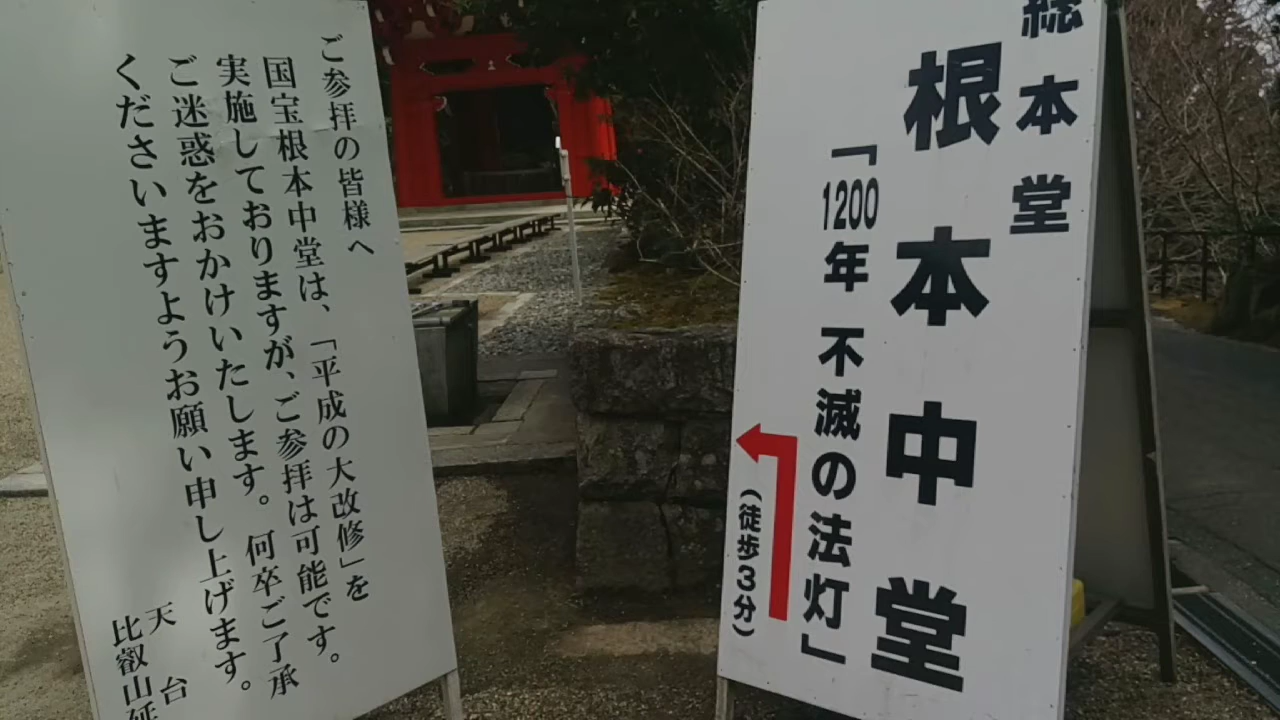 ご参拝の皆様へ
国宝根本中堂は、「平成の大改修」を
実施しておりますが、ご参拝は可能です。
ご迷惑をおかけいたします。何卒ご了承
くださいますようお願い申し上げます。
天台
比叡山延
総本堂
根本中堂
「1200年 不滅の法灯」
(徒歩3分)